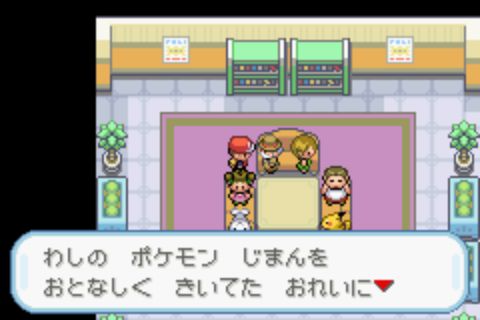 わしの　ポケモン　じまんを
おとなしく　きいてた　おれいに